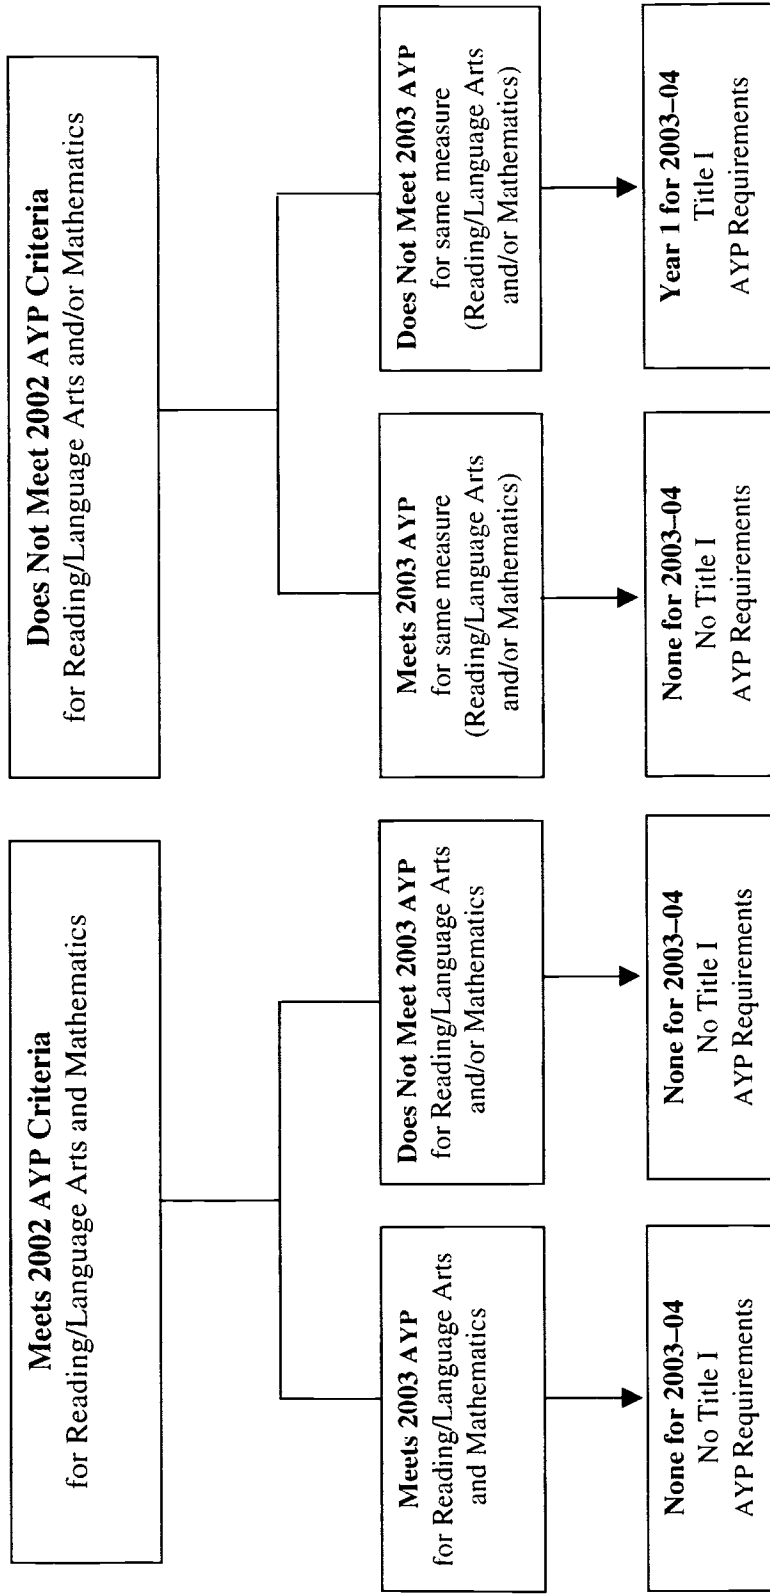 Meets 2002 AYP Criteria
for Reading/Language Arts and Mathematics
Meets 2003 AYP
for Reading/Language Arts
and Mathematics
None for 2003–04
No Title I
AYP Requirements
Does Not Meet 2003 AYP
for Reading/Language Arts
and/or Mathematics
None for 2003–04
No Title I
AYP Requirements
Does Not Meet 2002 AYP Criteria
for Reading/Language Arts and/or Mathematics
Meets 2003 AYP
for same measure
(Reading/Language Arts
and/or Mathematics)
None for 2003–04
No Title I
AYP Requirements
Does Not Meet 2003 AYP
for same measure
(Reading/Language Arts
and/or Mathematics)
Year 1 for 2003–04
Title I
AYP Requirements